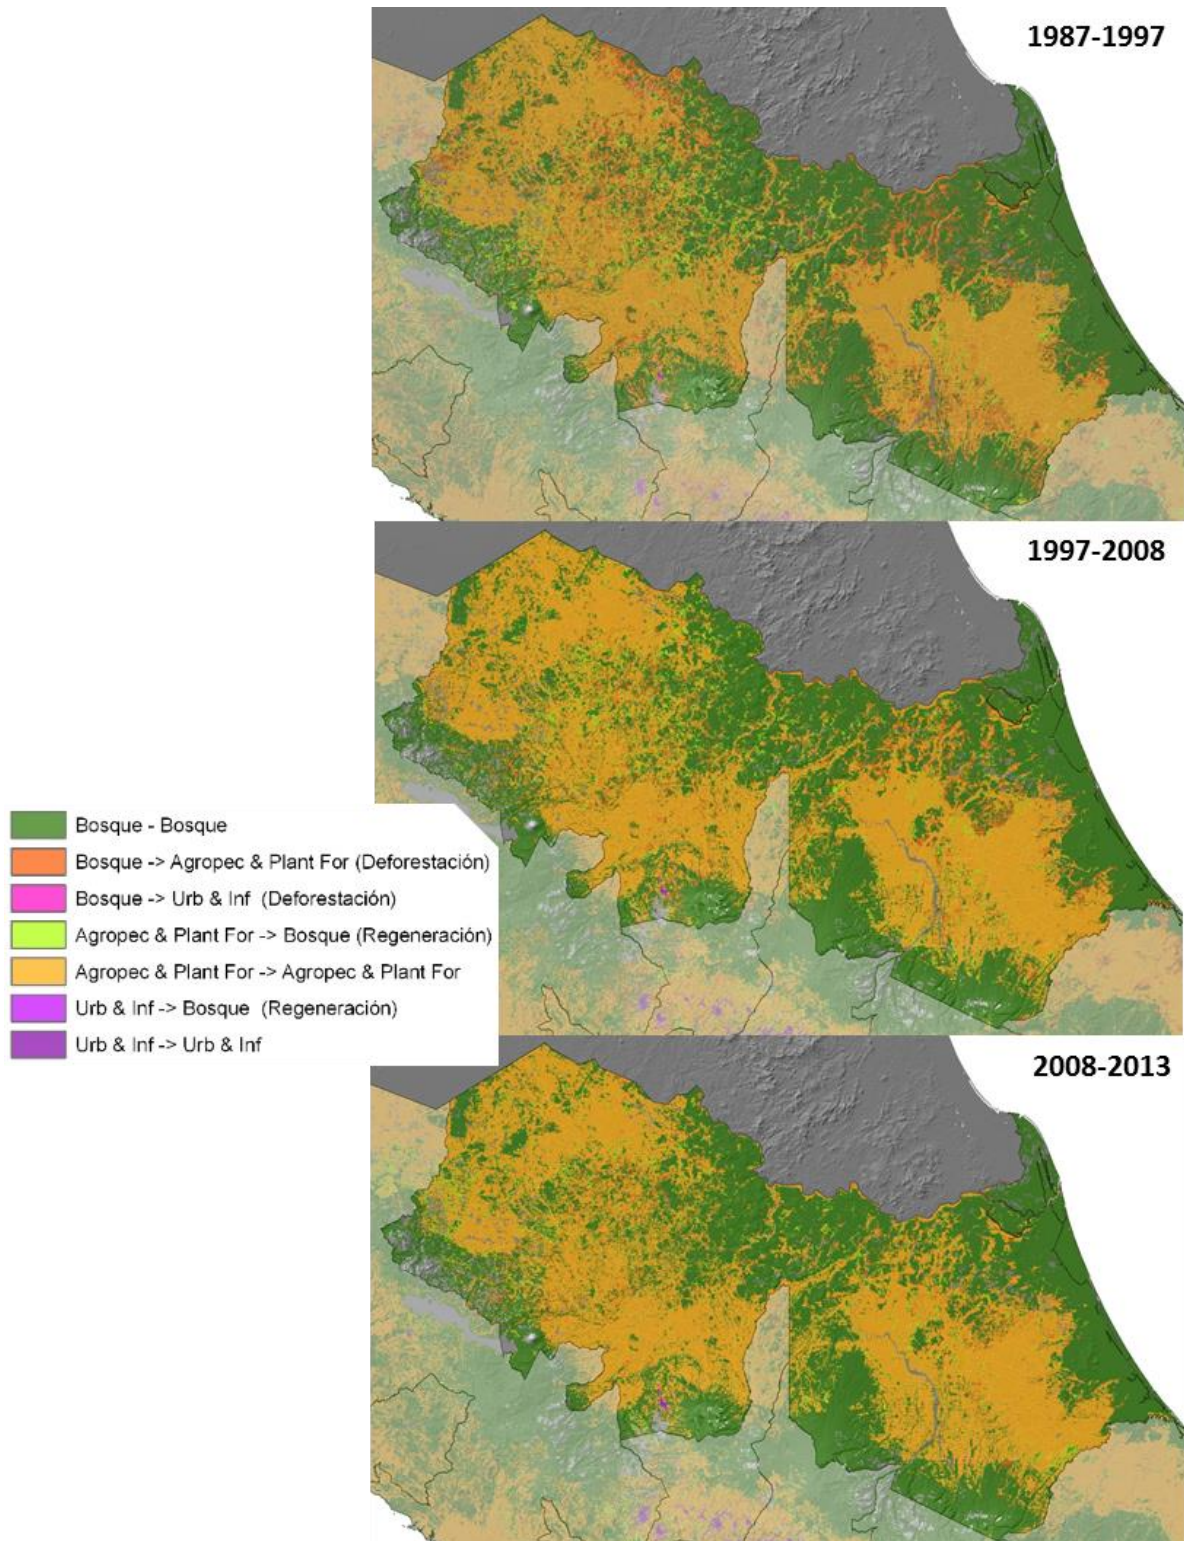 1987-1997
1997-2008
Bosque - Bosque
Bosque -> Agropec & Plant For (Deforestación)
Bosque -> Urb & Inf (Deforestación)
Agropec & Plant For -> Bosque (Regeneración)
Agropec & Plant For -> Agropec & Plant For
Urb & Inf -> Bosque (Regeneración)
Urb & Inf -> Urb & Inf
2008-2013